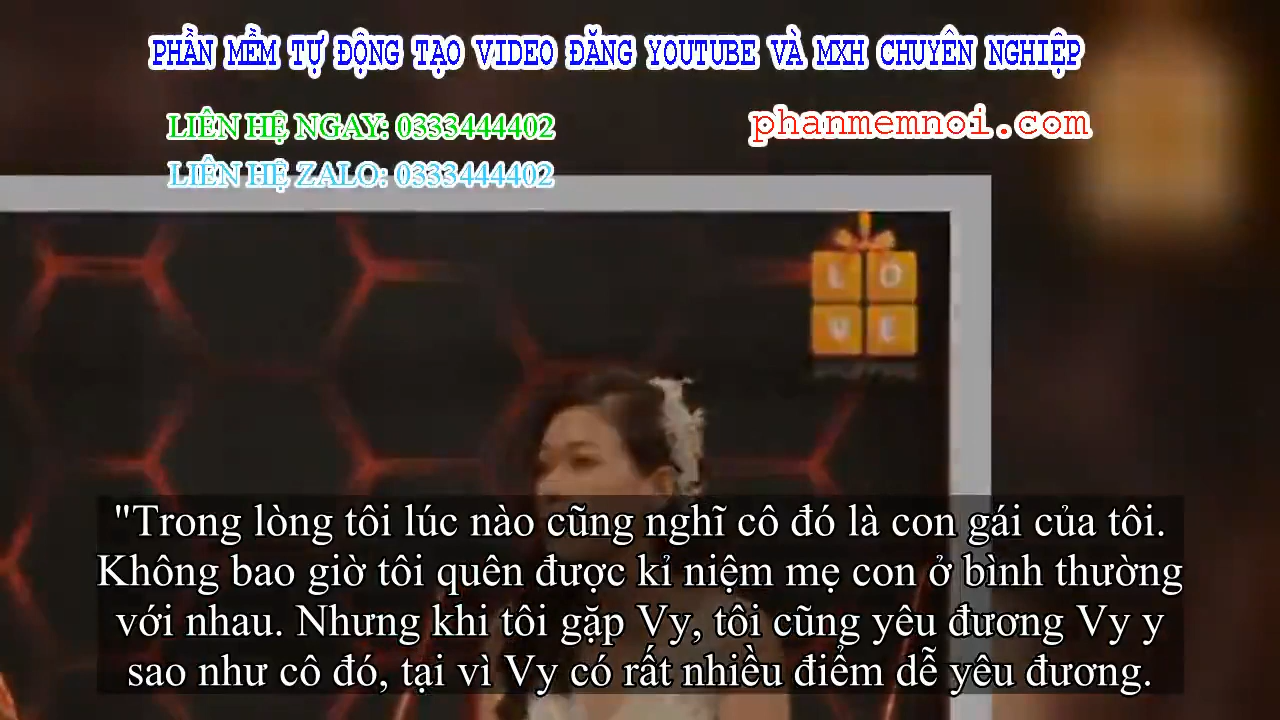 PHẦN MỀM TỰ ĐỘNG TẠO VIDEO ĐĂNG YOUTUBE VÀ MXH CHUYÊN NGHIỆP
LIÊN HỆ NGAY: 0333444402
phanmemnoi.com
LIÊN HỆ ZALO: 0333444402
L O
V E
"Trong lòng tôi lúc nào cũng nghĩ cô đó là con gái của tôi.
Không bao giờ tôi quên được kỉ niệm mẹ con ở bình thường
với nhau. Nhưng khi tôi gặp Vy, tôi cũng yêu đương Vy y
sao như cô đó, tại vì Vy có rất nhiều điểm dễ yêu đương.